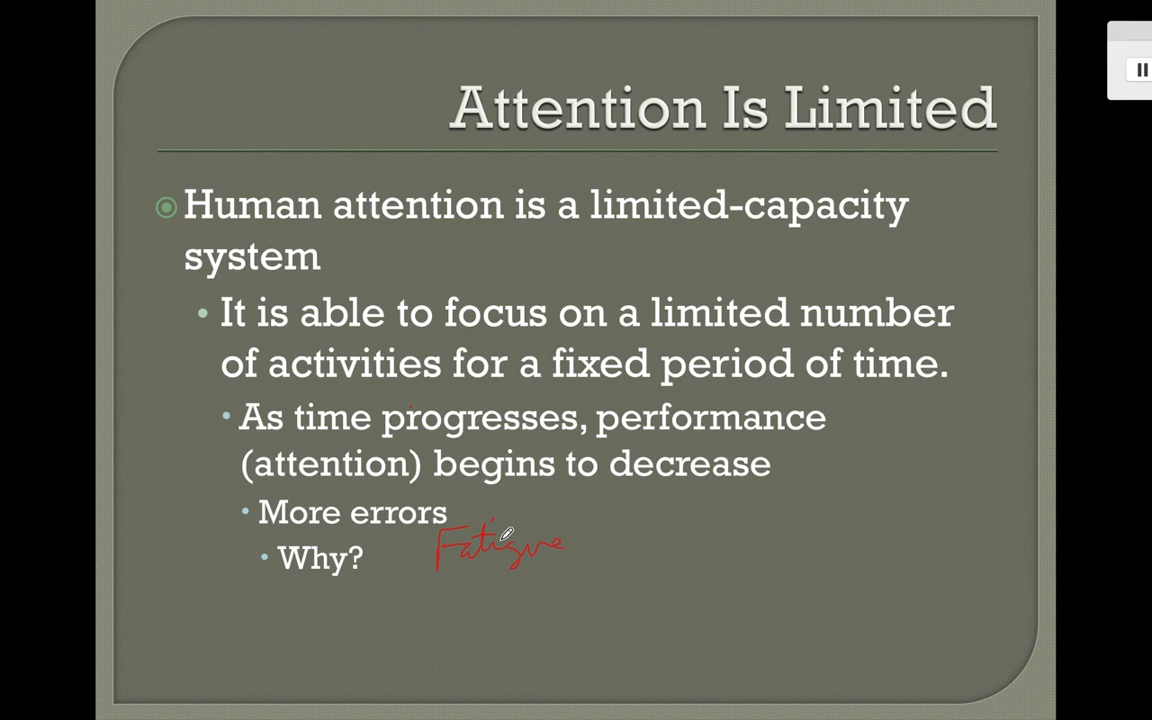 Attention Is Limited
Human attention is a limited-capacity
system
It is able to focus on a limited number
of activities for a fixed period of time.
As time progresses, performance
(attention) begins to decrease
More errors
Why? Fatigue